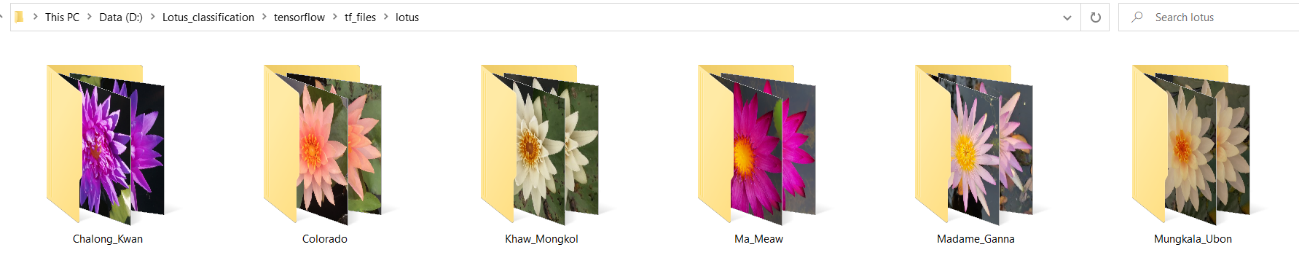 This PC > Data (D:) > Lotus_classification > tensorflow > tf_files > lotus
Search lotus
Chalong_Kwan
Colorado
Khaw_Mongkol
Ma_Meaw
Madame_Ganna
Mungkala_Ubon